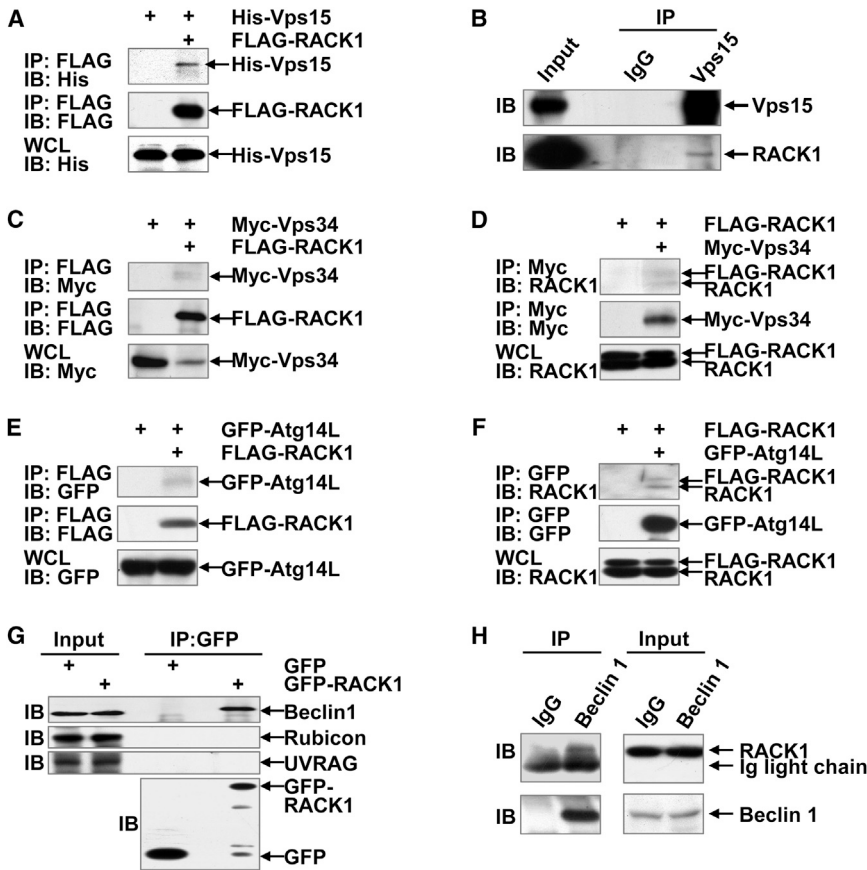 A
+ + His-Vps15
+ FLAG-RACK1
IP: FLAG
IB: His
His-Vps15
IP: FLAG
IB: FLAG
FLAG-RACK1
WCL
IB: His
His-Vps15
B
IP
Input
IgG
Vps15
IB
Vps15
IB
RACK1
C
+ + Myc-Vps34
+ FLAG-RACK1
IP: FLAG
IB: Myc
Myc-Vps34
IP: FLAG
IB: FLAG
FLAG-RACK1
WCL
IB: Myc
Myc-Vps34
D
+ + FLAG-RACK1
+ Myc-Vps34
IP: Myc
IB: RACK1
FLAG-RACK1
RACK1
IP: Myc
IB: Myc
Myc-Vps34
WCL
IB: RACK1
FLAG-RACK1
RACK1
E
+ + GFP-Atg14L
+ FLAG-RACK1
IP: FLAG
IB: GFP
GFP-Atg14L
IP: FLAG
IB: FLAG
FLAG-RACK1
WCL
IB: GFP
GFP-Atg14L
F
+ + FLAG-RACK1
+ GFP-Atg14L
IP: GFP
IB: RACK1
FLAG-RACK1
RACK1
IP: GFP
IB: GFP
GFP-Atg14L
WCL
IB: RACK1
FLAG-RACK1
RACK1
G
Input IP:GFP
+ + GFP
+ + GFP-RACK1
IB Beclin1
IB Rubicon
IB UVRAG
GFP-
RACK1
IB
GFP
H
IP Input
IgG
Beclin 1
IgG
Beclin 1
IB
RACK1
Ig light chain
IB
Beclin 1